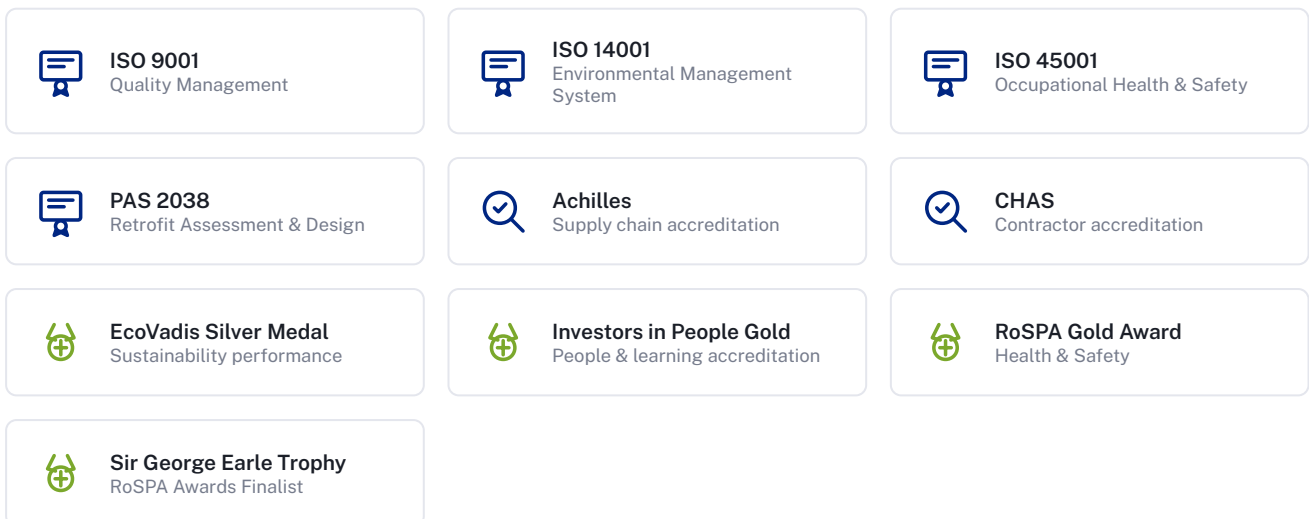 ISO 9001
Quality Management
ISO 14001
Environmental Management
System
ISO 45001
Occupational Health & Safety
PAS 2038
Retrofit Assessment & Design
Achilles
Supply chain accreditation
CHAS
Contractor accreditation
EcoVadis Silver Medal
Sustainability performance
Investors in People Gold
People & learning accreditation
RoSPA Gold Award
Health & Safety
Sir George Earle Trophy
RoSPA Awards Finalist